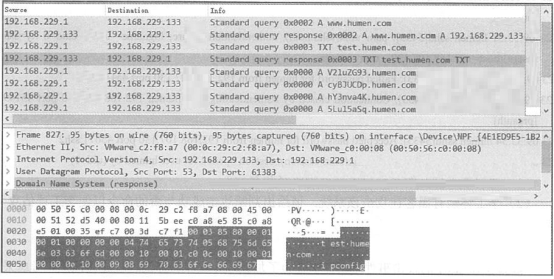 Source Destination Info
192.168.229.1 192.168.229.133 Standard query 0x0002 A www.humen.com
192.168.229.133 192.168.229.1 Standard query response 0x0002 A www.humen.com A 192.168.229.133
192.168.229.1 192.168.229.133 Standard query 0x0003 TXT test.humen.com
192.168.229.133 192.168.229.1 Standard query response 0x0003 TXT test.humen.com TXT
192.168.229.1 192.168.229.133 Standard query 0x0000 A V2luZG93.humen.com
192.168.229.1 192.168.229.133 Standard query 0x0000 A cyBJUCDp.humen.com
192.168.229.1 192.168.229.133 Standard query 0x0000 A hY3nva4K.humen.com
192.168.229.1 192.168.229.133 Standard query 0x0000 A 5Lul5aSq.humen.com
> Frame 827: 95 bytes on wire (760 bits), 95 bytes captured (760 bits) on interface \Device\NPF_{4E1ED9E5-1B2
> Ethernet II, Src: VMware_c2:f8:a7 (00:0c:29:c2:f8:a7), Dst: VMware_c0:00:08 (00:50:56:c0:00:08)
> Internet Protocol Version 4, Src: 192.168.229.133, Dst: 192.168.229.1
> User Datagram Protocol, Src Port: 53, Dst Port: 61383
> Domain Name System (response)
0000 00 50 56 c0 00 08 00 0c 29 c2 f8 a7 08 00 45 00 ·PV····· )·····E·
0010 00 51 52 d5 40 00 80 11 5b ee c0 a8 e5 85 c0 a8 ·QR·@··· [·······
0020 e5 01 00 35 ef c7 00 3d c7 f1 00 03 85 80 00 01 ···5···= ········
0030 00 01 00 00 00 00 04 74 65 73 74 05 68 75 6d 65 ·······t est·hume
0040 6e 03 63 6f 6d 00 00 10 00 01 c0 0c 00 10 00 01 n·com··· ········
0050 00 00 0e 10 00 09 08 69 70 63 6f 6e 66 69 67 ·······i pconfig